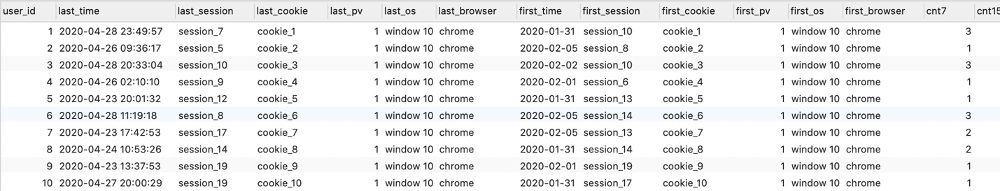 user_id last_time last_session last_cookie last_pv last_os last_browser first_time first_session first_cookie first_pv first_os first_browser cnt7 cnt15
1 2020-04-28 23:49:57 session_7 cookie_1 1 window 10 chrome 2020-01-31 session_10 cookie_1 1 window 10 chrome 3
2 2020-04-26 09:36:17 session_5 cookie_2 1 window 10 chrome 2020-02-05 session_8 cookie_2 1 window 10 chrome 1
3 2020-04-28 20:33:04 session_10 cookie_3 1 window 10 chrome 2020-02-02 session_10 cookie_3 1 window 10 chrome 3
4 2020-04-26 02:10:10 session_9 cookie_4 1 window 10 chrome 2020-02-01 session_6 cookie_4 1 window 10 chrome 1
5 2020-04-23 20:01:32 session_12 cookie_5 1 window 10 chrome 2020-01-31 session_13 cookie_5 1 window 10 chrome 1
6 2020-04-28 11:19:18 session_8 cookie_6 1 window 10 chrome 2020-02-05 session_14 cookie_6 1 window 10 chrome 3
7 2020-04-23 17:42:53 session_17 cookie_7 1 window 10 chrome 2020-02-05 session_13 cookie_7 1 window 10 chrome 2
8 2020-04-24 10:53:26 session_14 cookie_8 1 window 10 chrome 2020-01-31 session_14 cookie_8 1 window 10 chrome 2
9 2020-04-23 13:37:53 session_19 cookie_9 1 window 10 chrome 2020-02-01 session_19 cookie_9 1 window 10 chrome 1
10 2020-04-27 20:00:29 session_19 cookie_10 1 window 10 chrome 2020-01-31 session_17 cookie_10 1 window 10 chrome 1